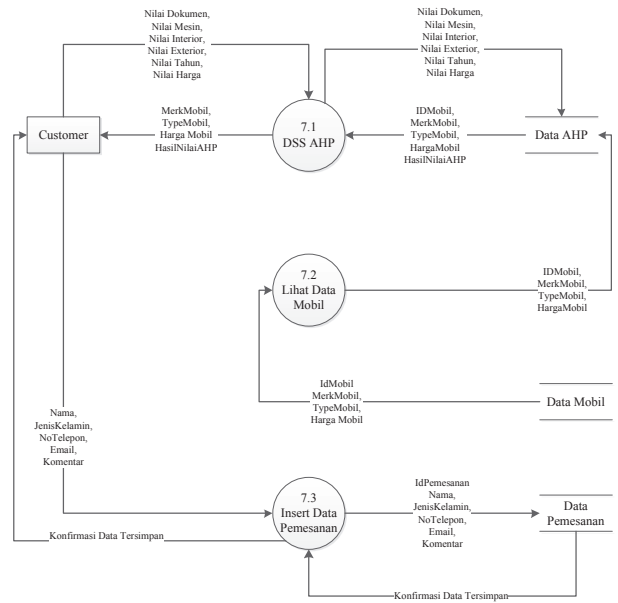 Nilai Dokumen,
Nilai Mesin,
Nilai Interior,
Nilai Exterior,
Nilai Tahun,
Nilai Harga
Nilai Dokumen,
Nilai Mesin,
Nilai Interior,
Nilai Exterior,
Nilai Tahun,
Nilai Harga
Customer
MerkMobil,
TypeMobil,
Harga Mobil
HasilNilaiAHP
7.1
DSS AHP
IDMobil,
MerkMobil,
TypeMobil,
HargaMobil
HasilNilaiAHP
Data AHP
7.2
Lihat Data
Mobil
IDMobil,
MerkMobil,
TypeMobil,
HargaMobil
IdMobil
MerkMobil,
TypeMobil,
Harga Mobil
Data Mobil
Nama,
JenisKelamin,
NoTelepon,
Email,
Komentar
7.3
Insert Data
Pemesanan
IdPemesanan
Nama,
JenisKelamin,
NoTelepon,
Email,
Komentar
Data
Pemesanan
Konfirmasi Data Tersimpan
Konfirmasi Data Tersimpan